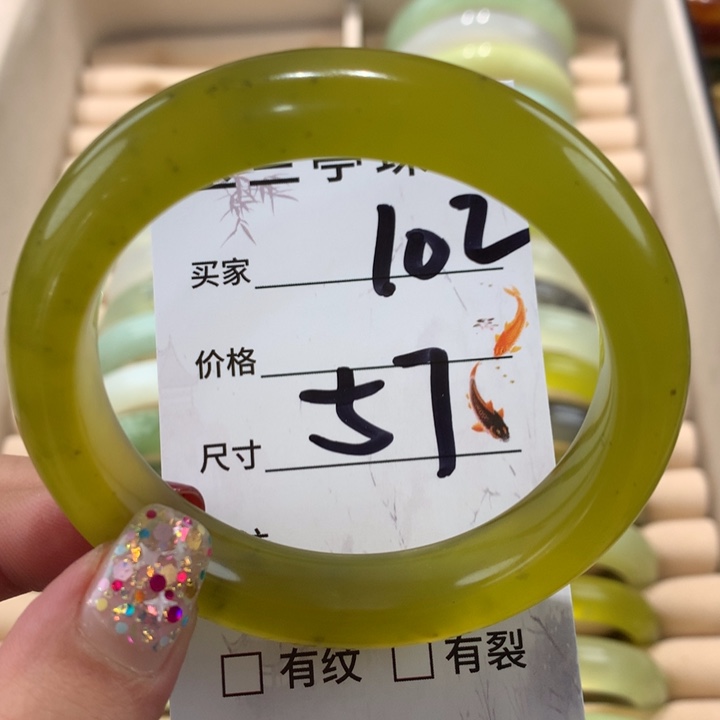 买家 102
价格
尺寸 57
有纹 有裂